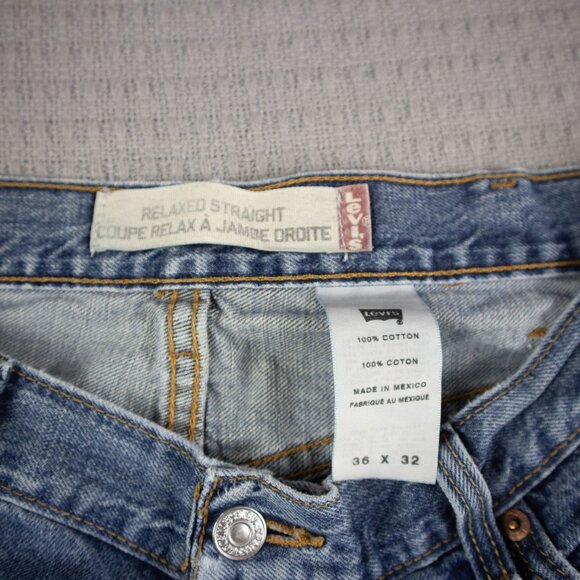 RELAXED STRAIGHT
COUPE RELAX À JAMBE DROITE
LEVI'S
Levi's
100% COTTON
100% COTON
MADE IN MEXICO
FABRIQUÉ AU MEXIQUE
36 X 32